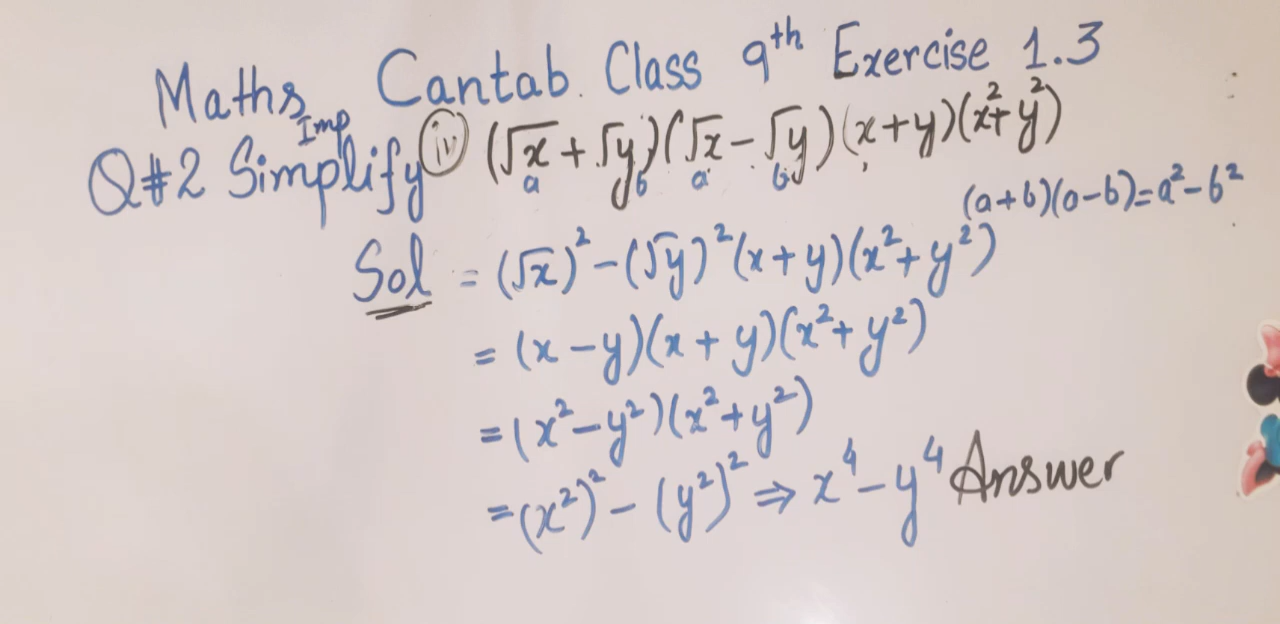 Maths Cantab Class 9th Exercise 1.3
Imp
Q#2 Simplify (iv) (√x + √y)(√x - √y)(x+y)(x²+y²)
a b a b
(a+b)(a-b)=a²-b²
Sol = (√x)² - (√y)² (x+y)(x²+y²)
= (x-y)(x+y)(x²+y²)
= (x²-y²)(x²+y²)
= (x²)² - (y²)² ⇒ x⁴-y⁴ Answer